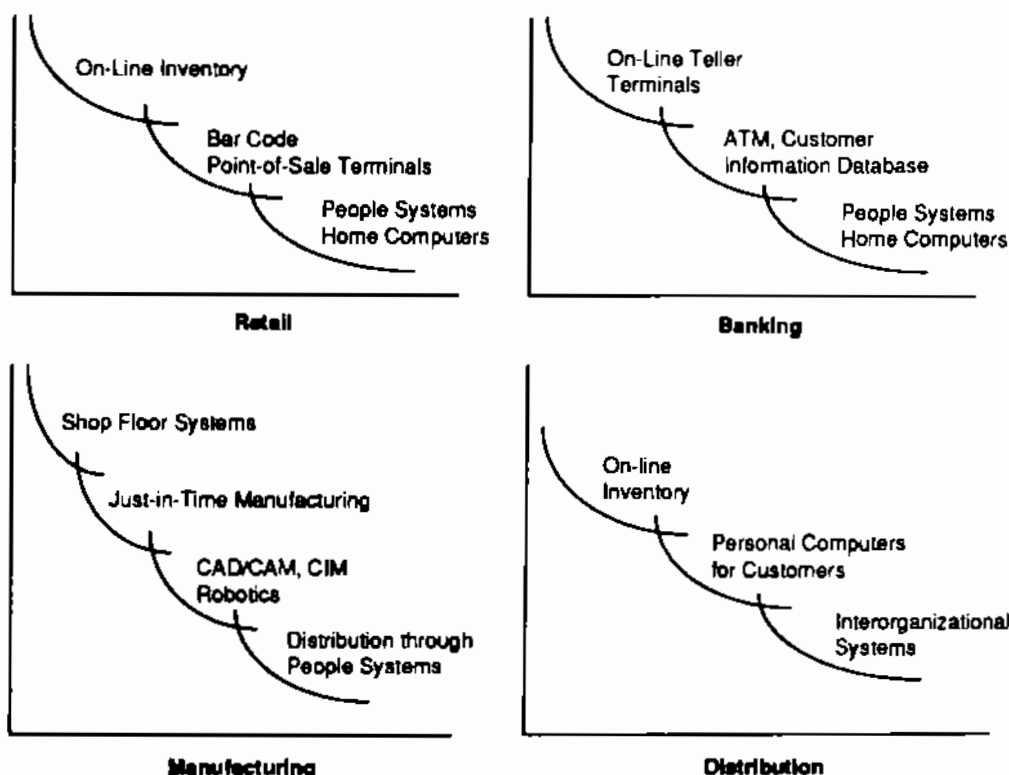 On-Line Inventory
Bar Code
Point-of-Sale Terminals
People Systems
Home Computers
Retail
On-Line Teller
Terminals
ATM, Customer
Information Database
People Systems
Home Computers
Banking
Shop Floor Systems
Just-in-Time Manufacturing
CAD/CAM, CIM
Robotics
Distribution through
People Systems
Manufacturing
On-line
Inventory
Personal Computers
for Customers
Interorganizational
Systems
Distribution